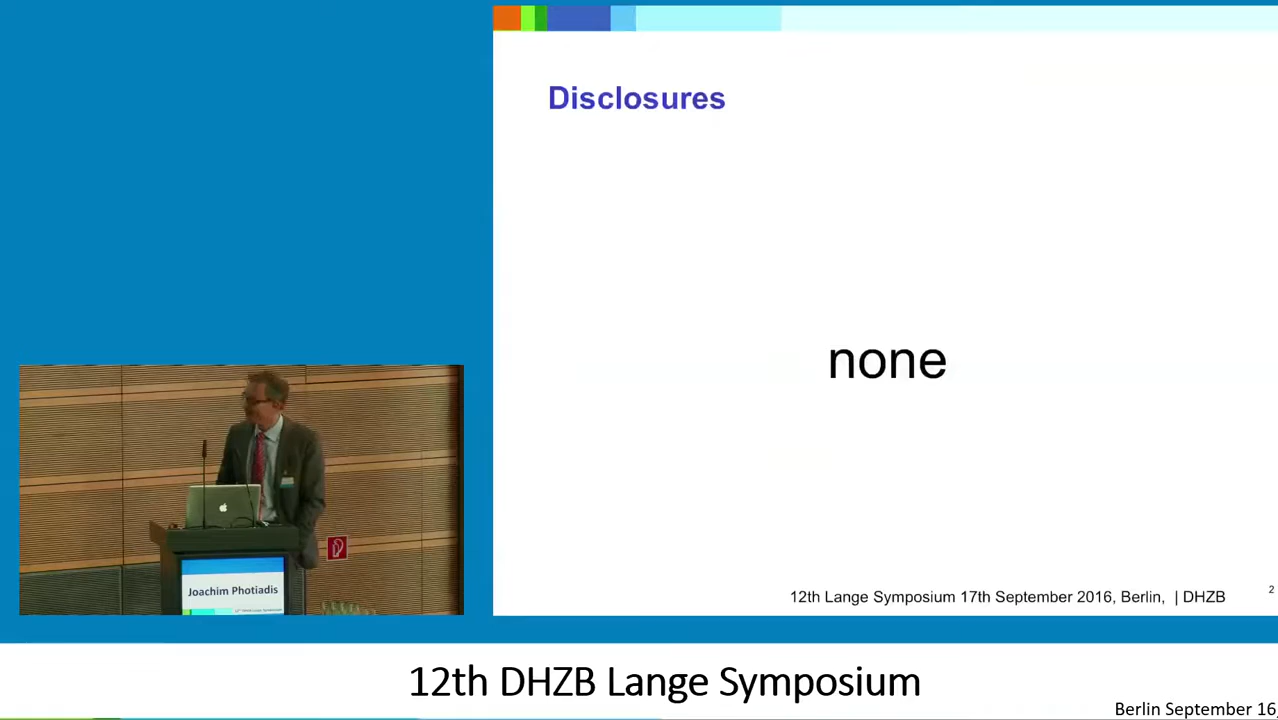 Disclosures
none
12th Lange Symposium 17th September 2016, Berlin, | DHZB
2
Joachim Photiadis
12th DHZB Lange Symposium
Berlin September 16,